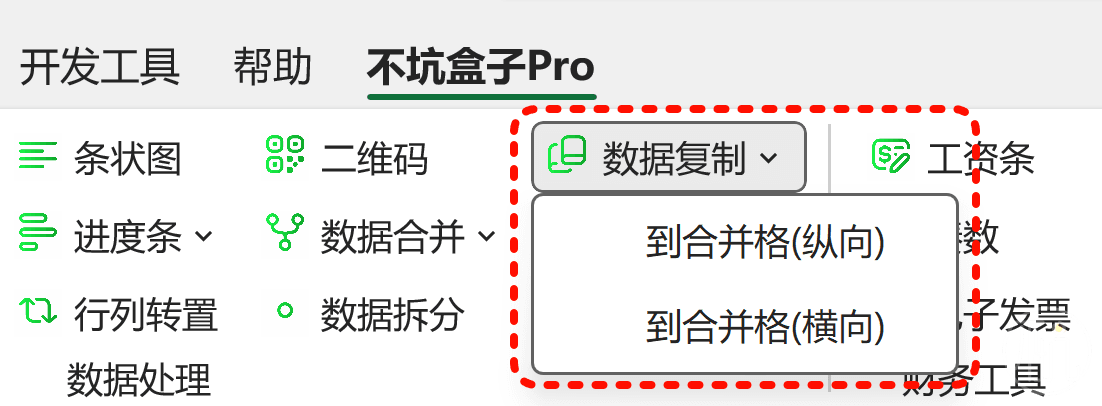 开发工具 帮助 不坑盒子Pro
条状图 二维码 数据复制 工资条
进度条 数据合并 数
到合并格(纵向)
行列转置 数据拆分 子发票
到合并格(横向)
数据处理 财务工具